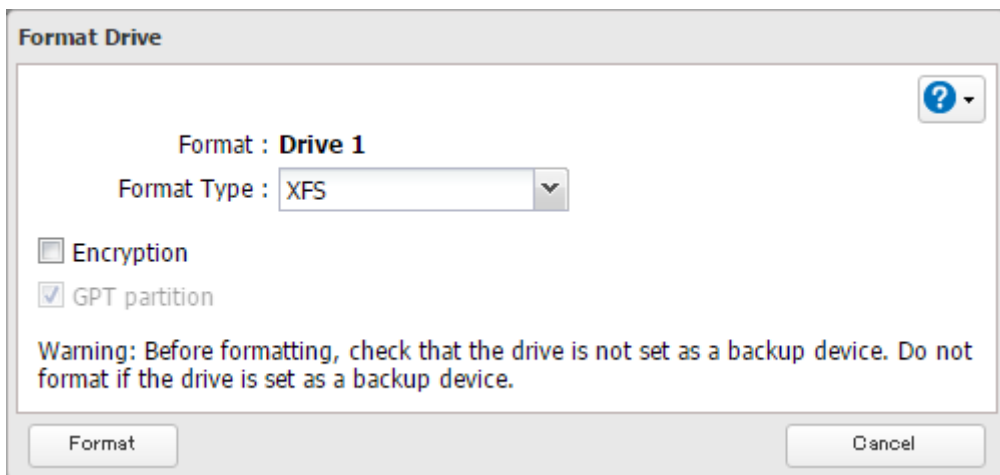 Format Drive
Format : Drive 1
Format Type : XFS
Encryption
GPT partition
Warning: Before formatting, check that the drive is not set as a backup device. Do not
format if the drive is set as a backup device.
Format
Cancel